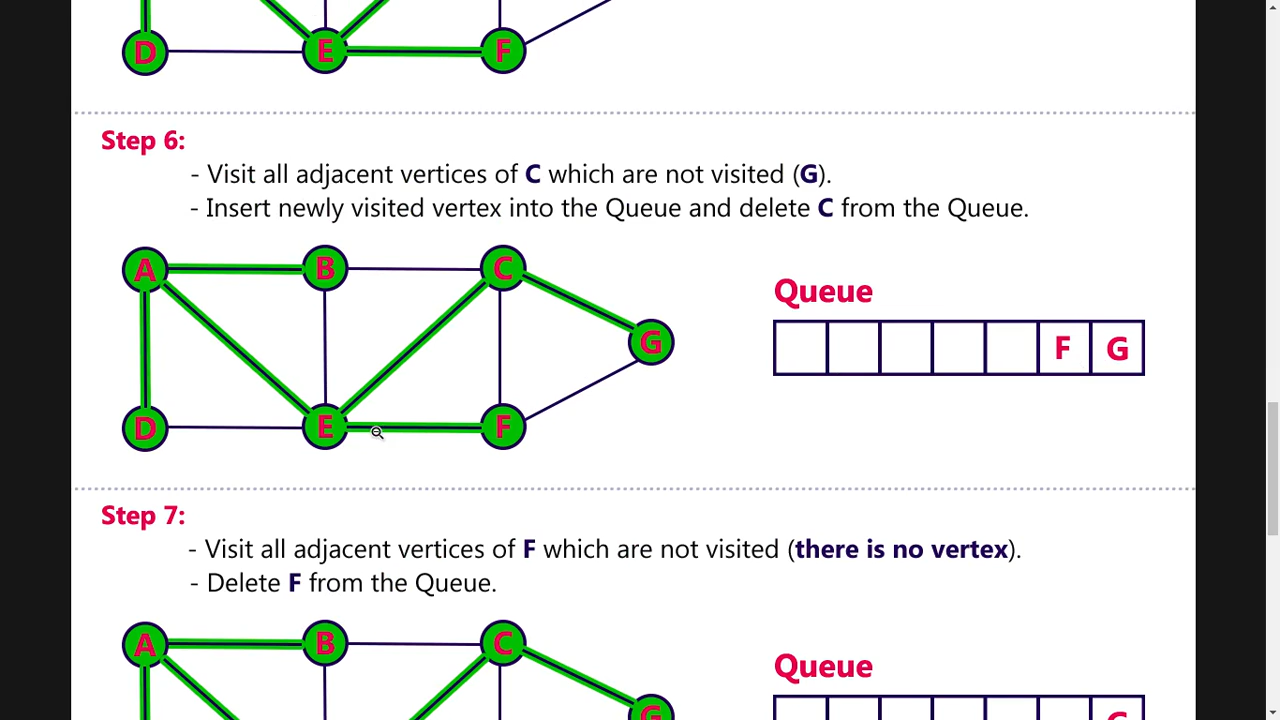 D E F
Step 6:
- Visit all adjacent vertices of C which are not visited (G).
- Insert newly visited vertex into the Queue and delete C from the Queue.
A B C
Queue
G
F G
D E F
Step 7:
- Visit all adjacent vertices of F which are not visited (there is no vertex).
- Delete F from the Queue.
A B C
Queue
G
G